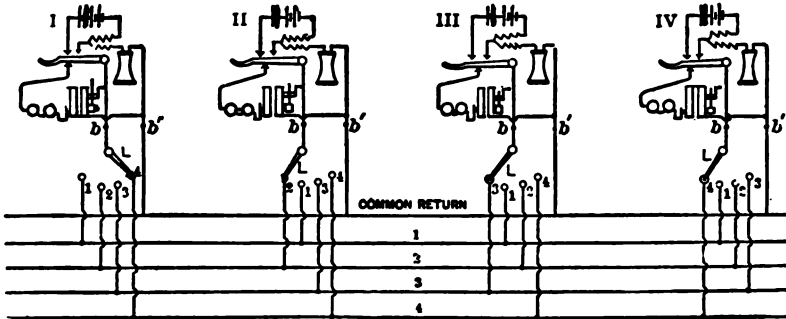 I II III IV
b b' b b' b b' b b'
L L L L
4
1 2 3
2 1 3 4
3 1 2 4
4 1 2 3
COMMON RETURN
1
2
3
4